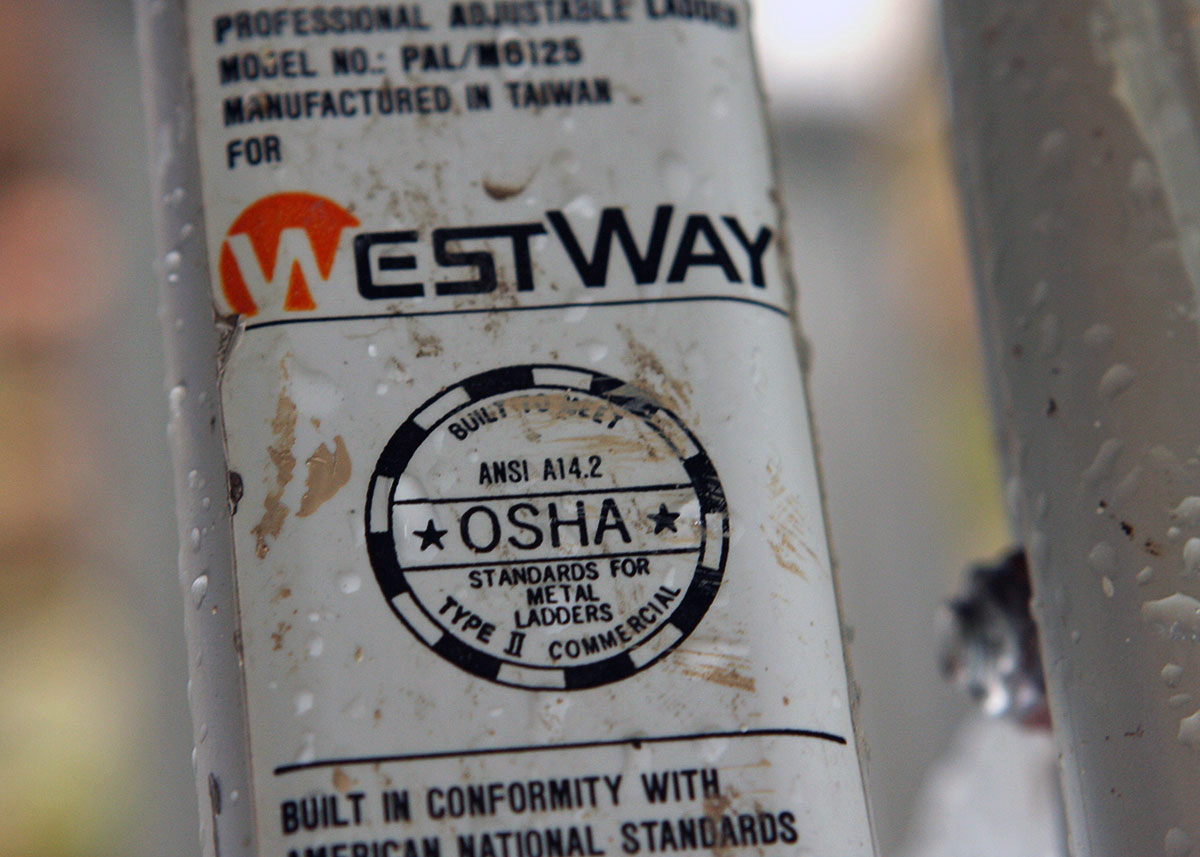 PROFESSIONAL ADJUSTABLE LADDER
MODEL NO.: PAL/M6125
MANUFACTURED IN TAIWAN
FOR
WESTWAY
BUILT TO MEET
ANSI A14.2
★ OSHA ★
STANDARDS FOR
METAL
LADDERS
TYPE II COMMERCIAL
BUILT IN CONFORMITY WITH
AMERICAN NATIONAL STANDARDS